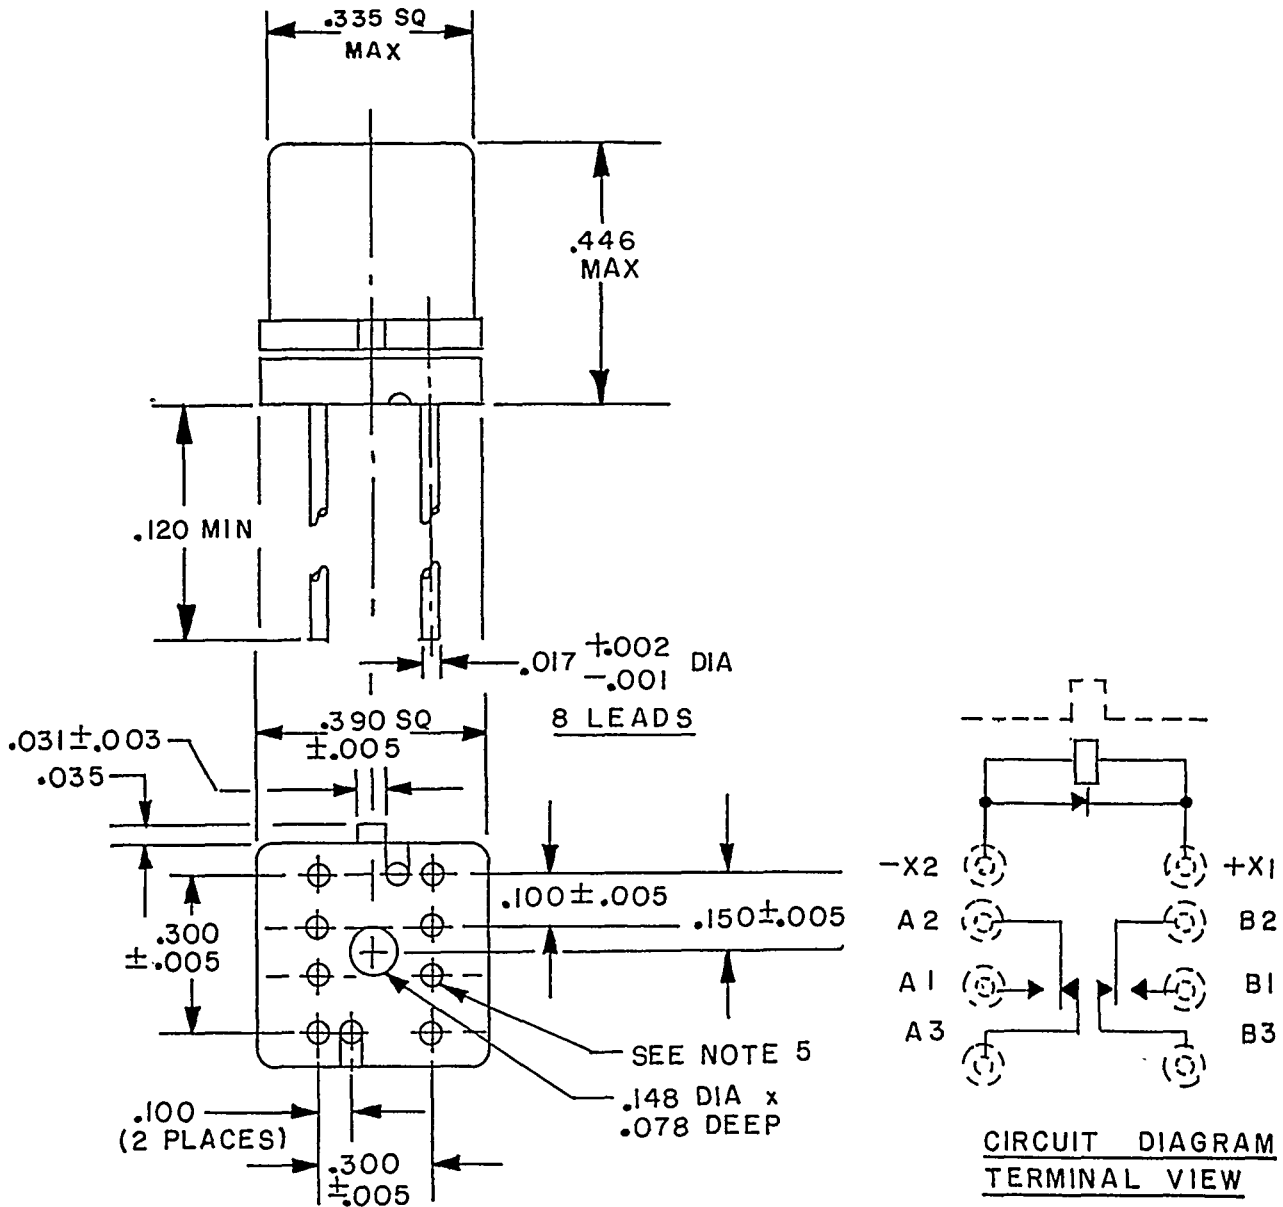 .335 SQ
MAX
.446
MAX
.120 MIN
.017 +.002 -.001 DIA
8 LEADS
.390 SQ
±.005
.031±.003
.035
.100±.005
.150±.005
.300
±.005
SEE NOTE 5
.148 DIA x
.078 DEEP
.100
(2 PLACES)
.300
±.005
-X2 +X1
A2 B2
A1 B1
A3 B3
CIRCUIT DIAGRAM
TERMINAL VIEW